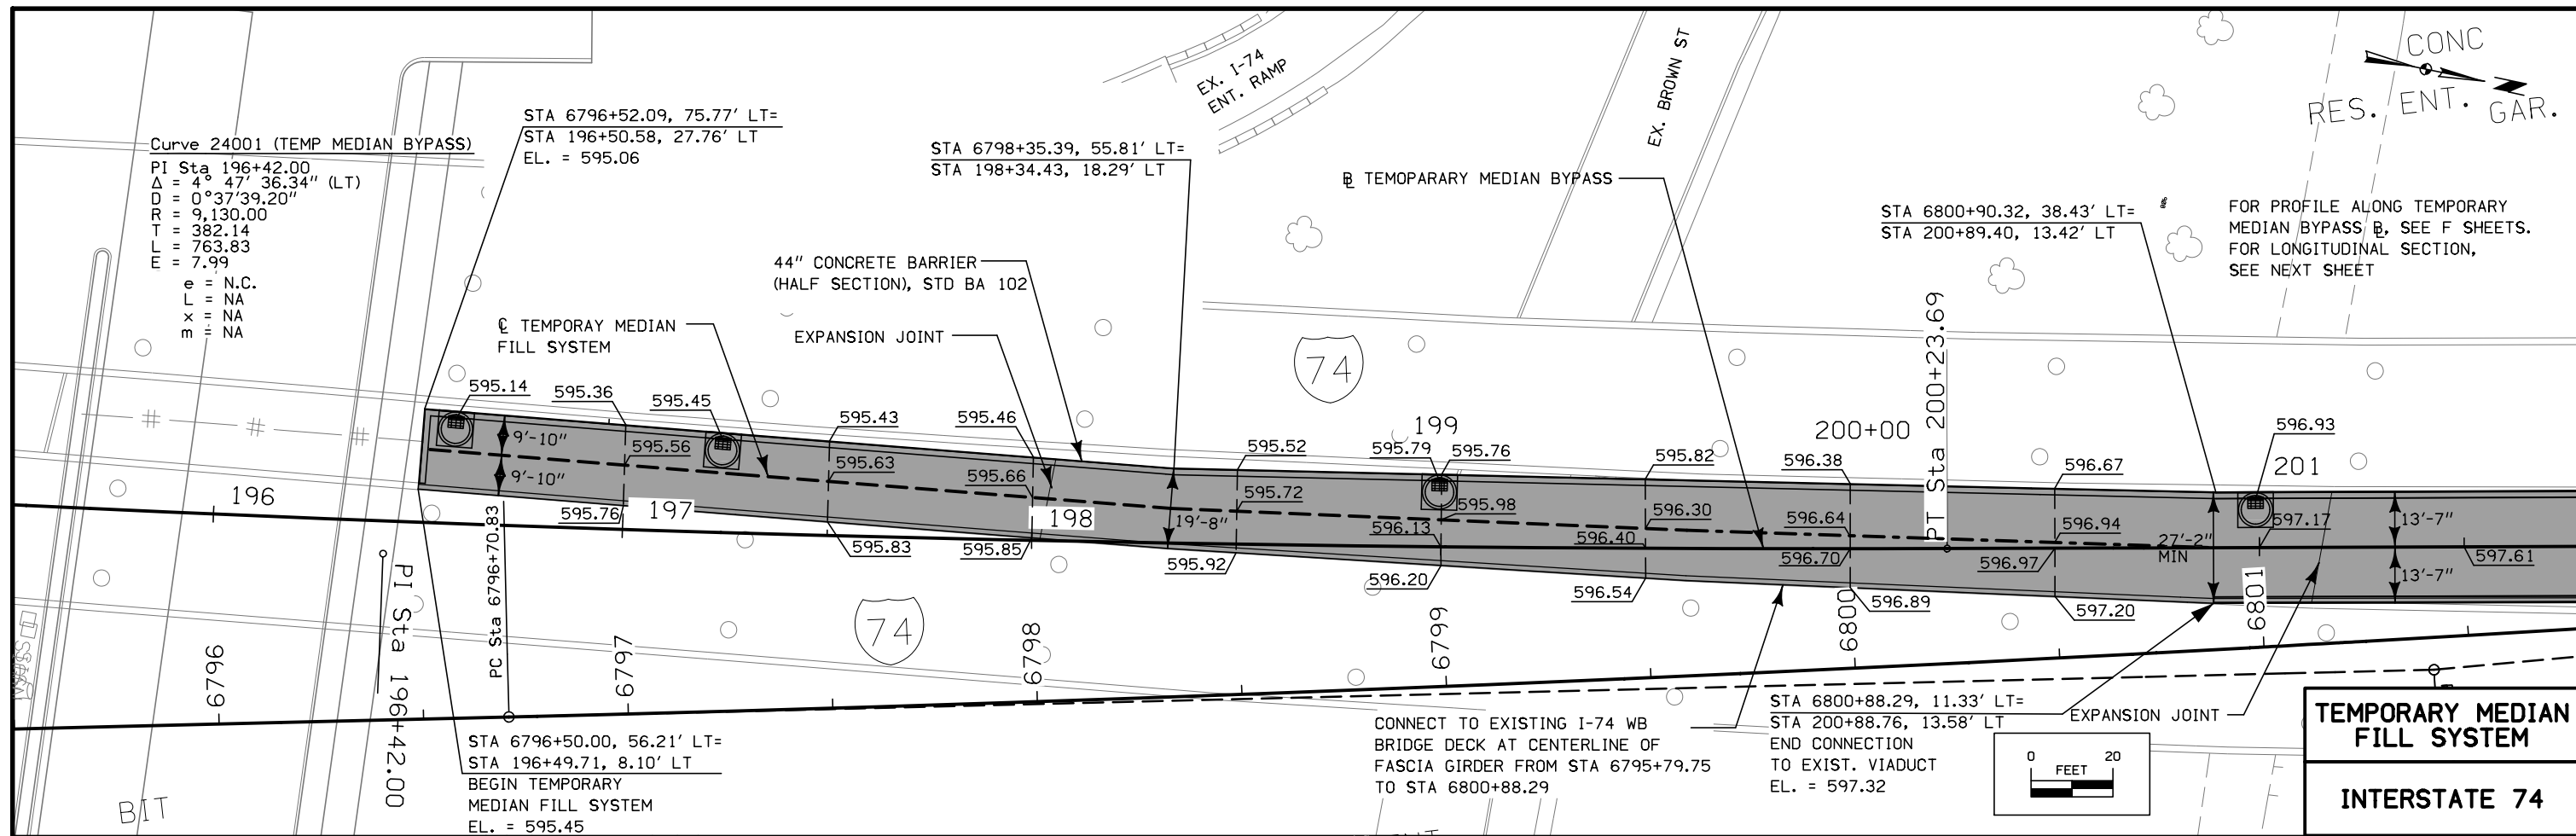 CONC
RES. ENT. GAR.
EX. I-74
ENT. RAMP
EX. BROWN ST
Curve 24001 (TEMP MEDIAN BYPASS)
PI Sta 196+42.00
Δ = 4° 47' 36.34" (LT)
D = 0°37'39.20"
R = 9,130.00
T = 382.14
L = 763.83
E = 7.99
e = N.C.
L = NA
x = NA
m = NA
STA 6796+52.09, 75.77' LT=
STA 196+50.58, 27.76' LT
EL. = 595.06
STA 6798+35.39, 55.81' LT=
STA 198+34.43, 18.29' LT
℄ TEMPORAY MEDIAN
FILL SYSTEM
44" CONCRETE BARRIER
(HALF SECTION), STD BA 102
EXPANSION JOINT
BL TEMOPARARY MEDIAN BYPASS
STA 6800+90.32, 38.43' LT=
STA 200+89.40, 13.42' LT
FOR PROFILE ALONG TEMPORARY
MEDIAN BYPASS BL, SEE F SHEETS.
FOR LONGITUDINAL SECTION,
SEE NEXT SHEET
74
PT Sta 200+23.69
595.14
595.36
595.45
595.43
595.46
595.52
199
595.79
595.76
595.82
200+00
596.38
596.67
596.93
201
9'-10"
9'-10"
595.56
595.63
595.66
595.72
595.98
596.30
596.64
596.94
597.17
13'-7"
196
595.76
197
595.83
595.85
198
19'-8"
595.92
596.13
596.20
596.40
596.54
596.70
596.89
596.97
597.20
27'-2"
MIN
597.61
13'-7"
PI Sta 196+42.00
PC Sta 6796+70.83
74
6796
6797
6798
6799
6800
6801
BIT
STA 6796+50.00, 56.21' LT=
STA 196+49.71, 8.10' LT
BEGIN TEMPORARY
MEDIAN FILL SYSTEM
EL. = 595.45
CONNECT TO EXISTING I-74 WB
BRIDGE DECK AT CENTERLINE OF
FASCIA GIRDER FROM STA 6795+79.75
TO STA 6800+88.29
STA 6800+88.29, 11.33' LT=
STA 200+88.76, 13.58' LT
END CONNECTION
TO EXIST. VIADUCT
EL. = 597.32
EXPANSION JOINT
0 20
FEET
TEMPORARY MEDIAN
FILL SYSTEM
INTERSTATE 74